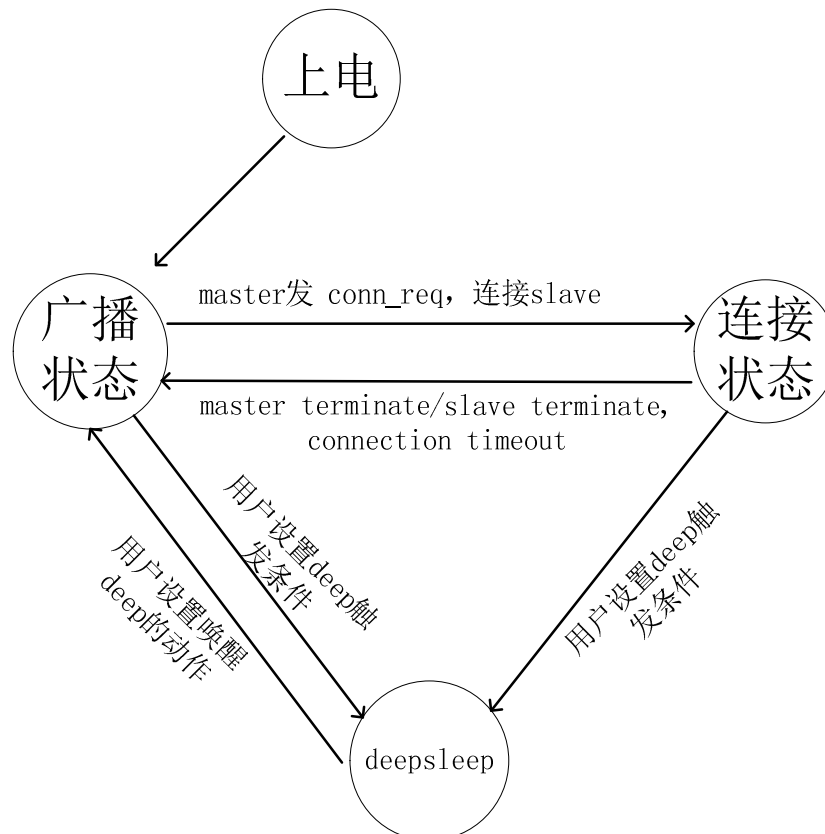 上电
广播
状态
master发 conn_req，连接slave
连接
状态
master terminate/slave terminate，
connection timeout
用户设置deep触
发条件
用户设置唤醒
deep的动作
用户设置deep触
发条件
deepsleep